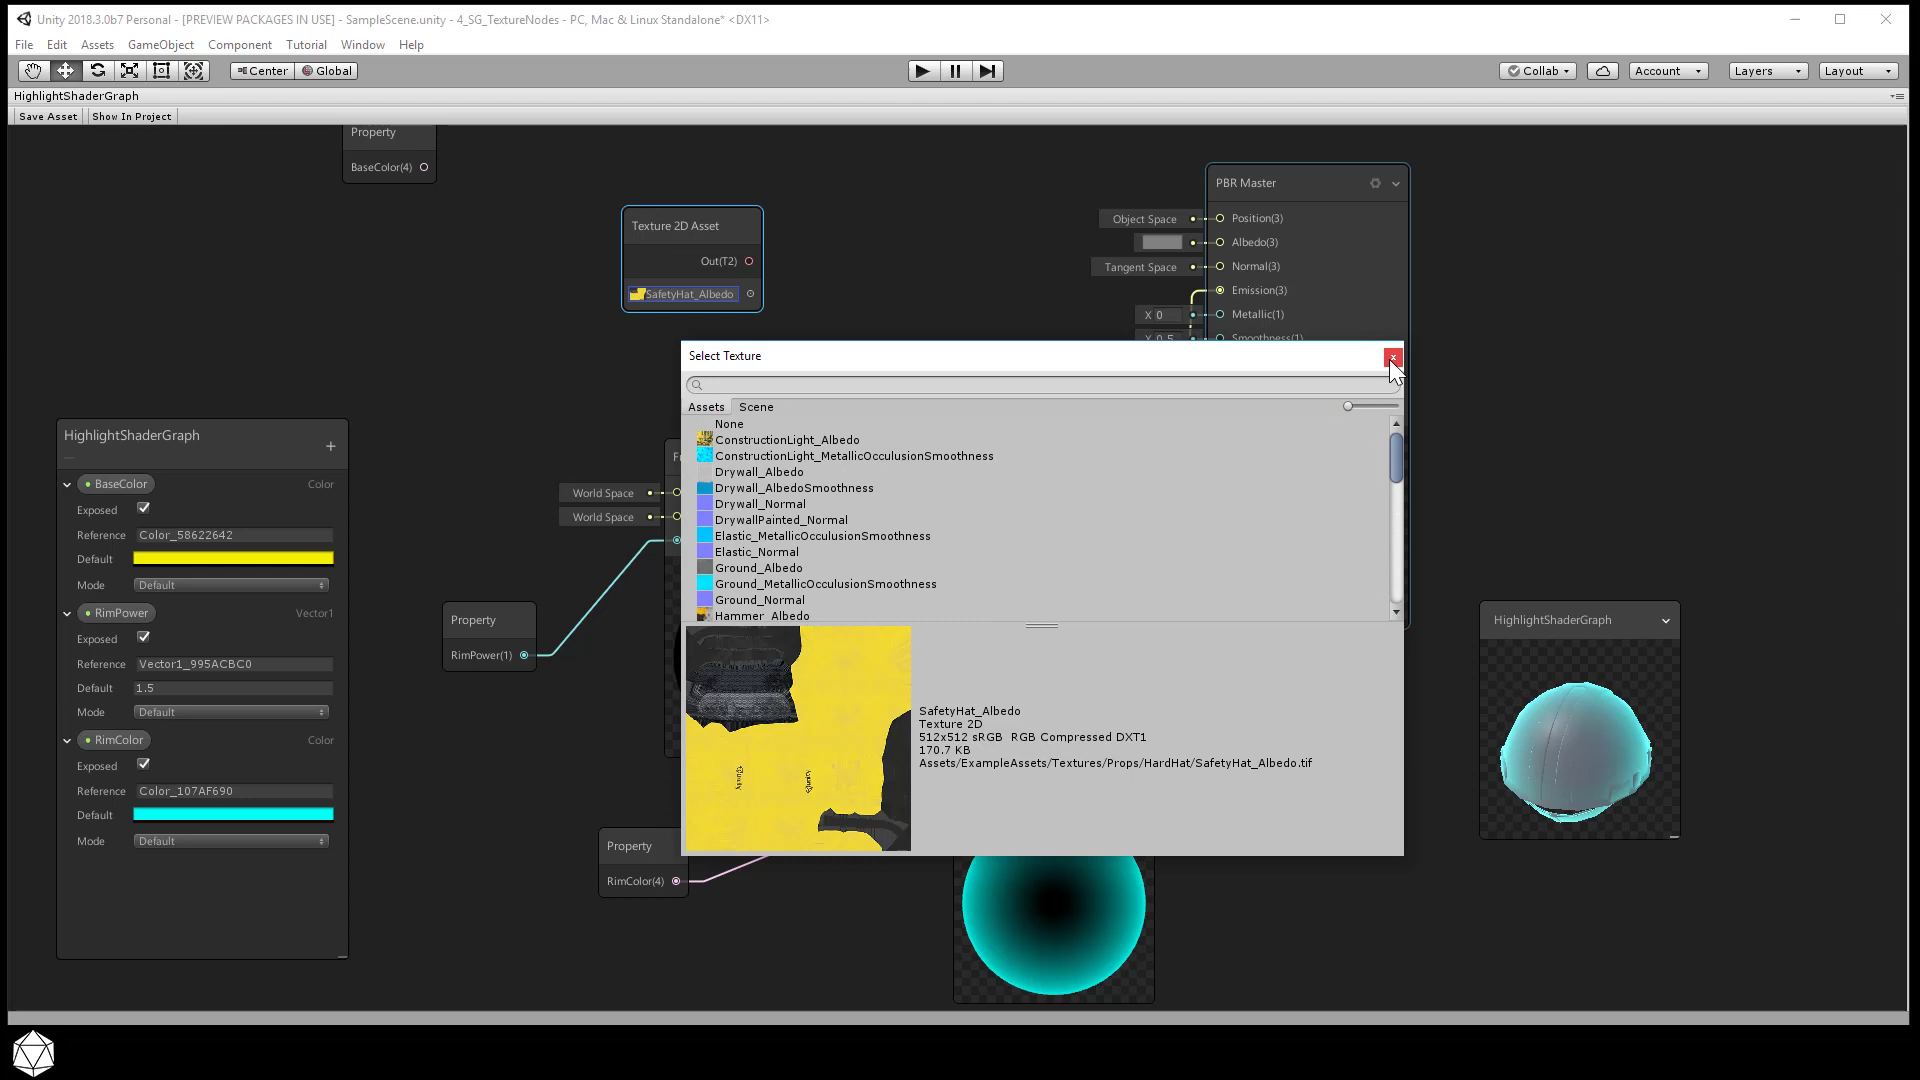 Unity 2018.3.0b7 Personal - [PREVIEW PACKAGES IN USE] - SampleScene.unity - 4_SG_TextureNodes - PC, Mac & Linux Standalone* <DX11>
File Edit Assets GameObject Component Tutorial Window Help
Center Global Collab Account Layers Layout
HighlightShaderGraph
Save Asset Show In Project
Property
BaseColor(4)
Texture 2D Asset
Out(T2)
SafetyHat_Albedo
PBR Master
Object Space Position(3)
Albedo(3)
Tangent Space Normal(3)
Emission(3)
X 0 Metallic(1)
X 0.5 Smoothness(1)
Select Texture
x
Assets Scene
None
ConstructionLight_Albedo
ConstructionLight_MetallicOcculusionSmoothness
Drywall_Albedo
Drywall_AlbedoSmoothness
Drywall_Normal
DrywallPainted_Normal
Elastic_MetallicOcculusionSmoothness
Elastic_Normal
Ground_Albedo
Ground_MetallicOcculusionSmoothness
Ground_Normal
Hammer_Albedo
SafetyHat_Albedo
Texture 2D
512x512 sRGB RGB Compressed DXT1
170.7 KB
Assets/ExampleAssets/Textures/Props/HardHat/SafetyHat_Albedo.tif
HighlightShaderGraph
+
BaseColor Color
Exposed
Reference Color_58622642
Default
Mode Default
RimPower Vector1
Exposed
Reference Vector1_995ACBC0
Default 1.5
Mode Default
RimColor Color
Exposed
Reference Color_107AF690
Default
Mode Default
World Space
World Space
Property
RimPower(1)
Property
RimColor(4)
HighlightShaderGraph